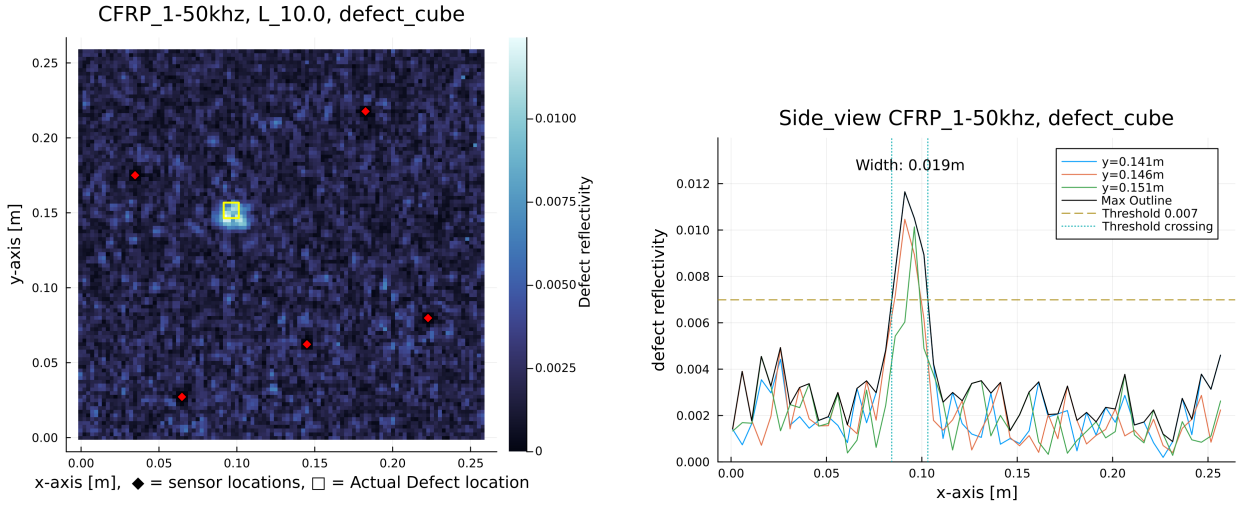 CFRP_1-50khz, L_10.0, defect_cube
0.25
0.20
0.15
0.10
0.05
0.00
y-axis [m]
0.00
0.05
0.10
0.15
0.20
0.25
x-axis [m], ◆ = sensor locations, □ = Actual Defect location
0.0100
0.0075
0.0050
0.0025
0
Defect reflectivity
Side_view CFRP_1-50khz, defect_cube
Width: 0.019m
y=0.141m
y=0.146m
y=0.151m
Max Outline
Threshold 0.007
Threshold crossing
0.012
0.010
0.008
0.006
0.004
0.002
0.000
defect reflectivity
0.00
0.05
0.10
0.15
0.20
0.25
x-axis [m]